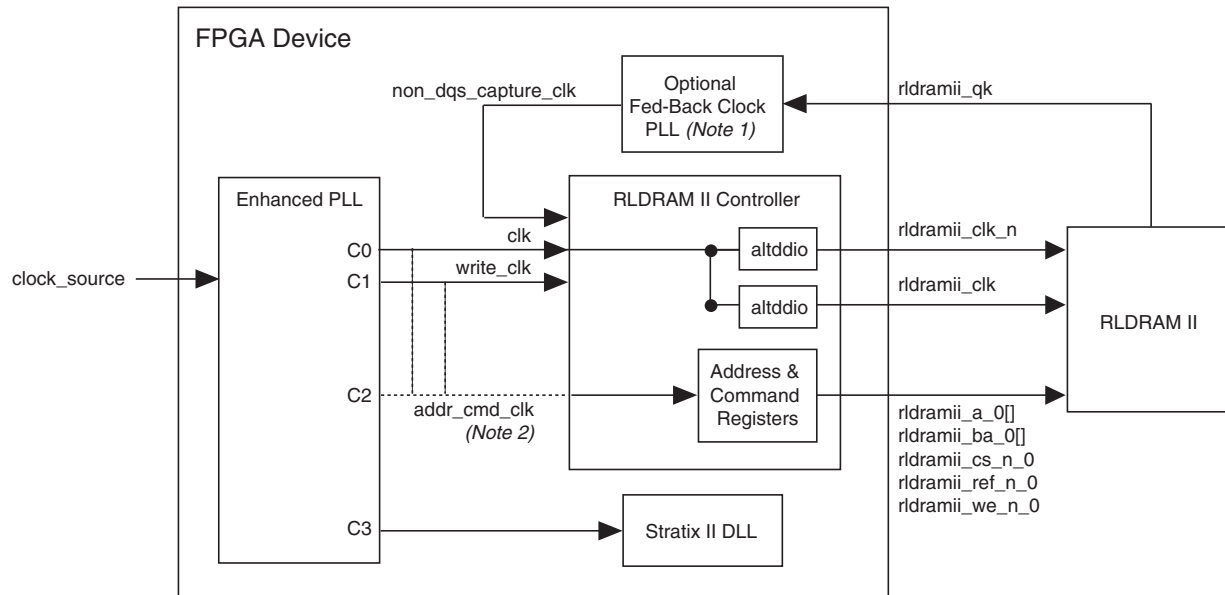 FPGA Device
non_dqs_capture_clk
Optional
Fed-Back Clock
PLL (Note 1)
rldramii_qk
Enhanced PLL
RLDRAM II Controller
C0
clk
altddio
rldramii_clk_n
clock_source
C1
write_clk
altddio
rldramii_clk
RLDRAM II
C2
addr_cmd_clk
(Note 2)
Address &
Command
Registers
rldramii_a_0[]
rldramii_ba_0[]
rldramii_cs_n_0
rldramii_ref_n_0
rldramii_we_n_0
C3
Stratix II DLL